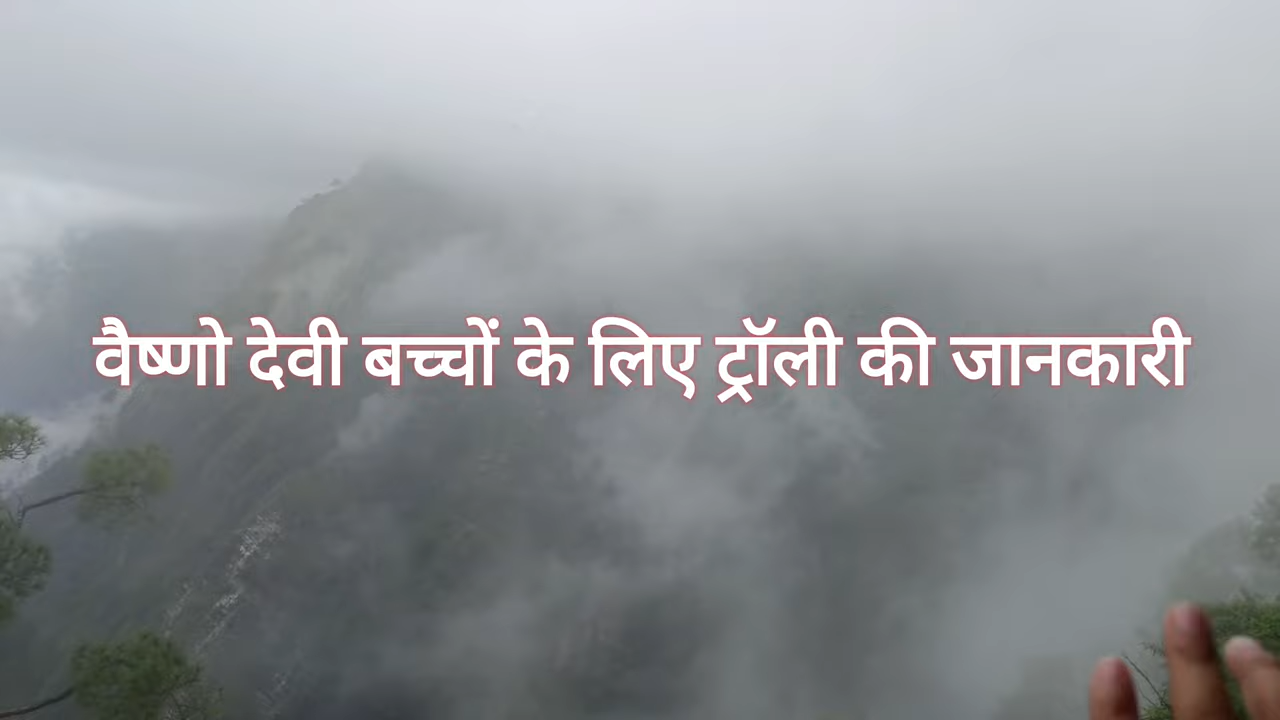 वैष्णो देवी बच्चों के लिए ट्रॉली की जानकारी